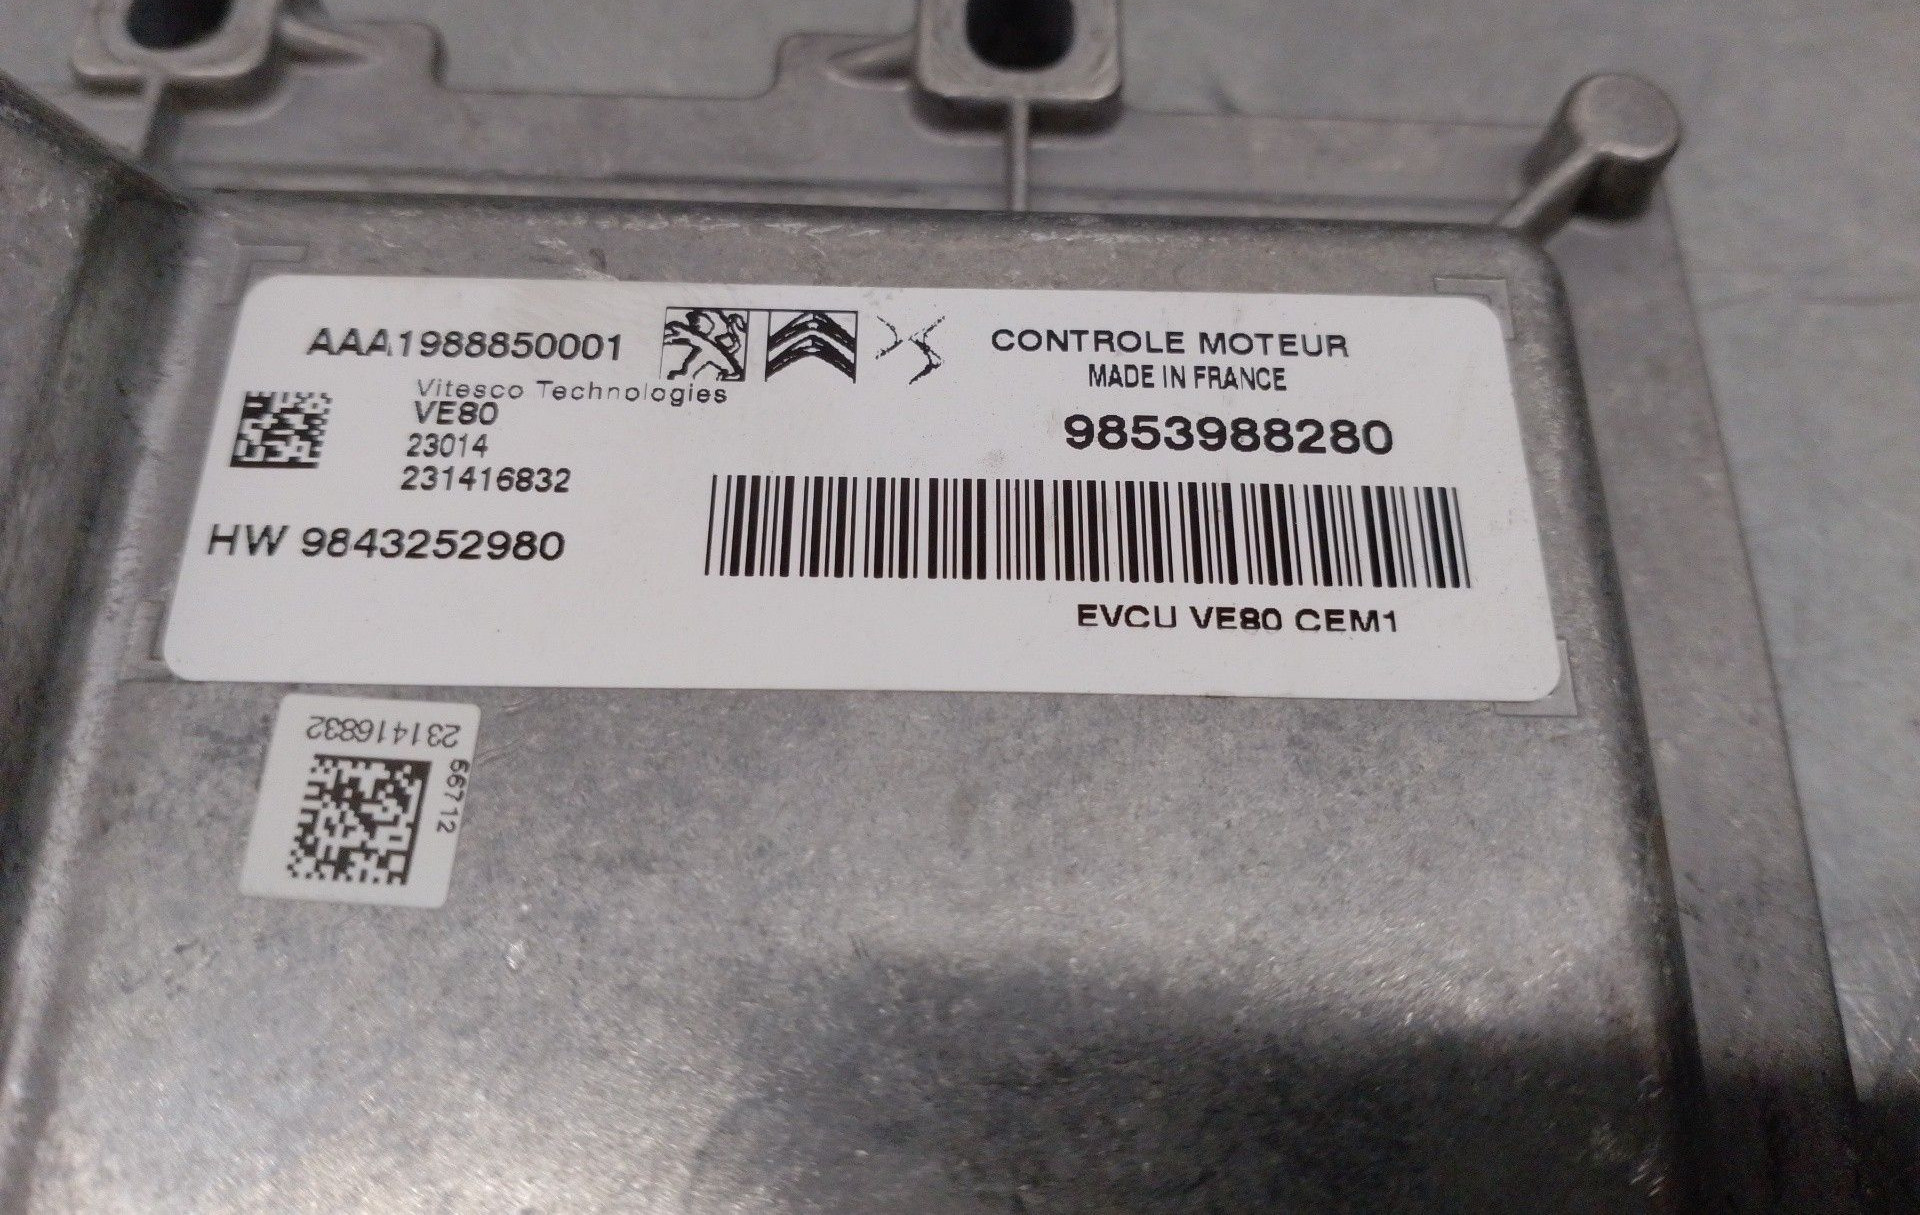 AAA1988850001
Vitesco Technologies
VE80
23014
231416832
HW 9843252980
CONTROLE MOTEUR
MADE IN FRANCE
9853988280
EVCU VE80 CEM1
231416832
56712